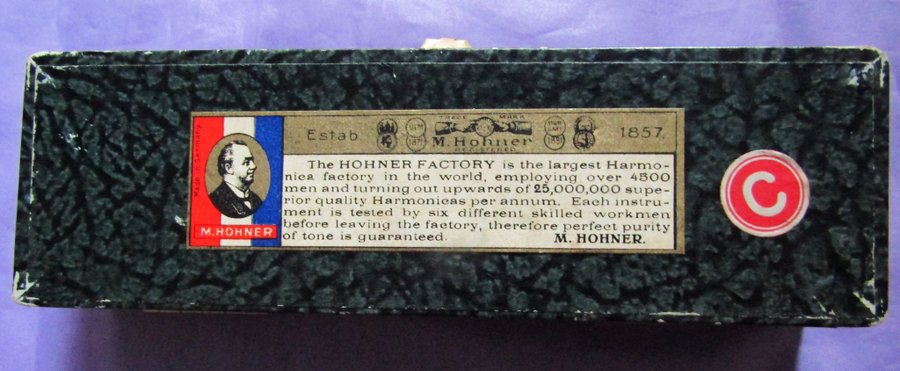 Made in Germany
M. HOHNER
Estab
TRADE MARK
M. Hohner
REGISTERED
1857.
The HOHNER FACTORY is the largest Harmo-
nica factory in the world, employing over 4500
men and turning out upwards of 25,000,000 supe-
rior quality Harmonicas per annum. Each instru-
ment is tested by six different skilled workmen
before leaving the factory, therefore perfect purity
of tone is guaranteed. M. HOHNER.
C